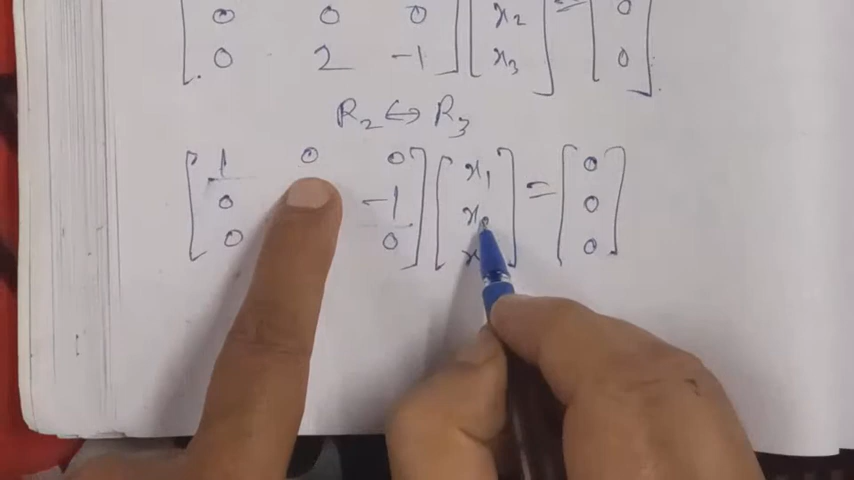 0 0 0 ] [ x₂ = [ 0
0 2 -1 ] x₃ ] 0 ]
R₂ ↔ R₃
[ 1 0 0 ] [ x₁ ] = [ 0 ]
0 -1 x 0
0 0 x 0